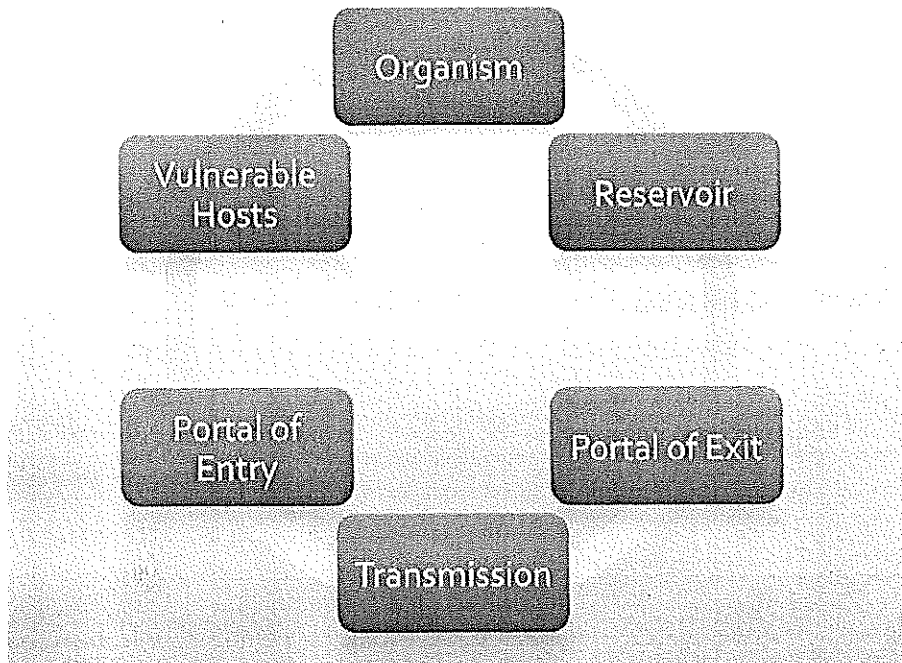 Organism
Vulnerable
Hosts
Reservoir
Portal of
Entry
Portal of Exit
Transmission